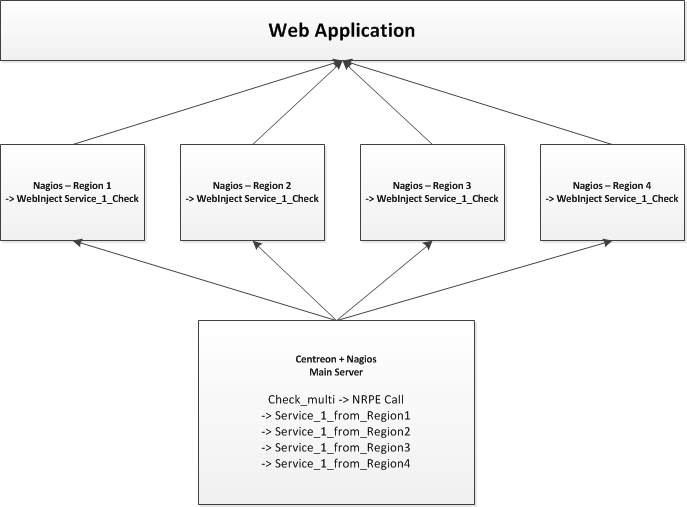 Web Application
Nagios – Region 1
-> WebInject Service_1_Check
Nagios – Region 2
-> WebInject Service_1_Check
Nagios – Region 3
-> WebInject Service_1_Check
Nagios – Region 4
-> WebInject Service_1_Check
Centreon + Nagios
Main Server
Check_multi -> NRPE Call
-> Service_1_from_Region1
-> Service_1_from_Region2
-> Service_1_from_Region3
-> Service_1_from_Region4